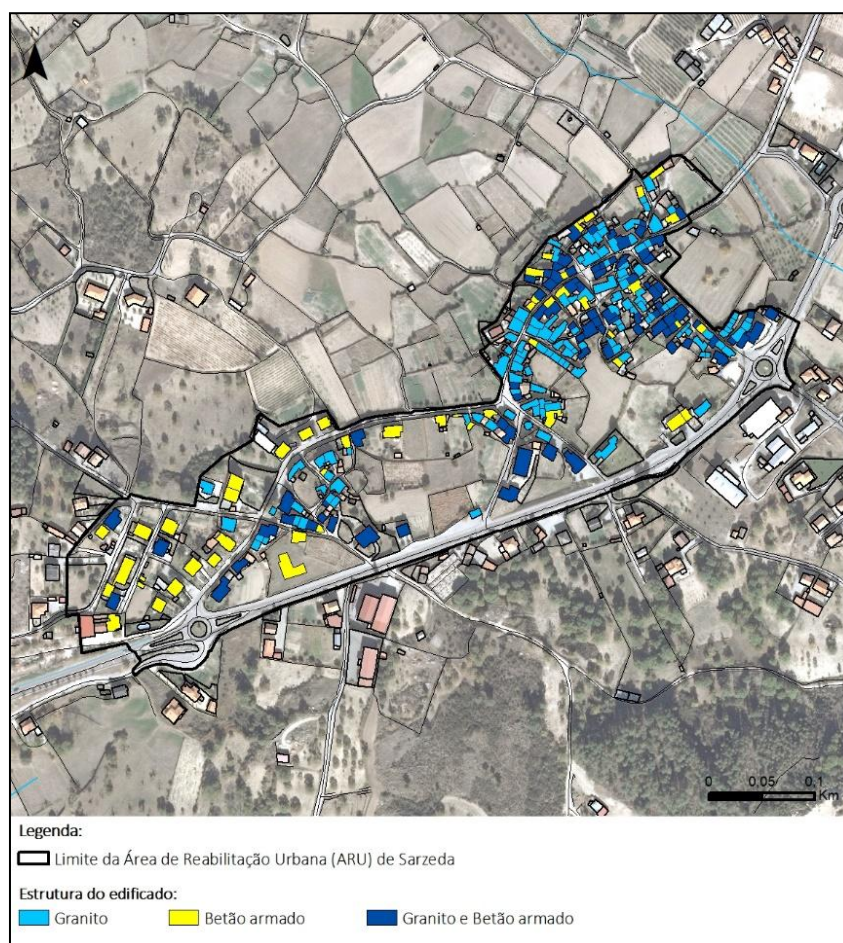 N
0 0,05 0,1
Km
Legenda:
Limite da Área de Reabilitação Urbana (ARU) de Sarzeda
Estrutura do edificado:
Granito Betão armado Granito e Betão armado